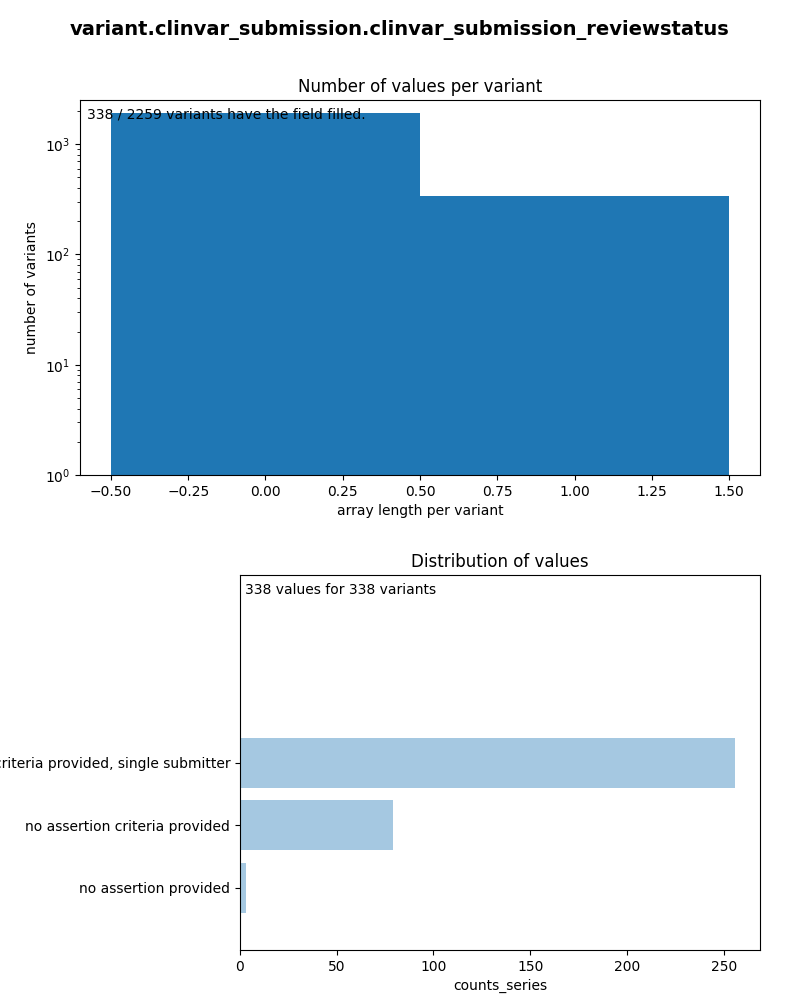 variant.clinvar_submission.clinvar_submission_reviewstatus
Number of values per variant
338 / 2259 variants have the field filled.
10³
10²
10¹
10⁰
number of variants
−0.50 −0.25 0.00 0.25 0.50 0.75 1.00 1.25 1.50
array length per variant
Distribution of values
338 values for 338 variants
criteria provided, single submitter
no assertion criteria provided
no assertion provided
0 50 100 150 200 250
counts_series